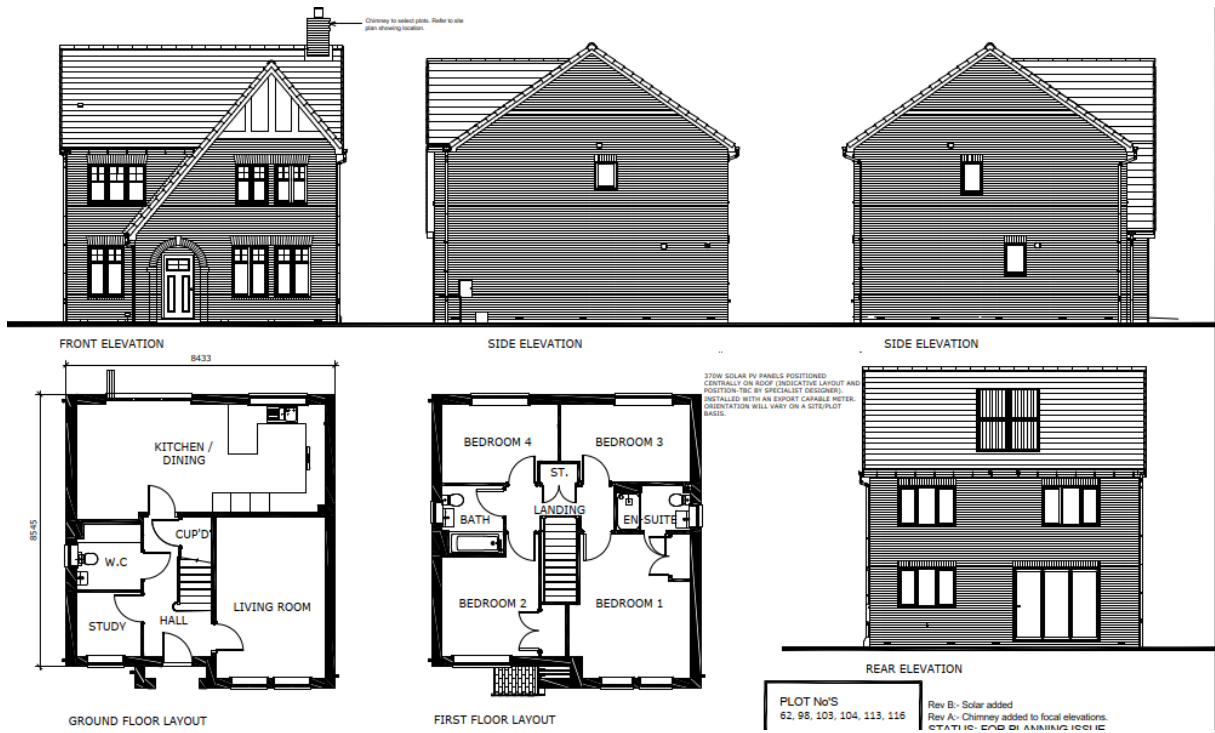 Chimney to select plots. Refer to site
plan showing location.
FRONT ELEVATION
SIDE ELEVATION
SIDE ELEVATION
8433
8545
KITCHEN /
DINING
CUP'D
W.C
LIVING ROOM
STUDY
HALL
GROUND FLOOR LAYOUT
BEDROOM 4
BEDROOM 3
ST.
LANDING
BATH
EN-SUITE
BEDROOM 2
BEDROOM 1
FIRST FLOOR LAYOUT
370W SOLAR PV PANELS POSITIONED
CENTRALLY ON ROOF (INDICATIVE LAYOUT AND
POSITION-TBC BY SPECIALIST DESIGNER).
INSTALLED WITH AN EXPORT CAPABLE METER.
ORIENTATION WILL VARY ON A SITE/PLOT
BASIS.
REAR ELEVATION
PLOT No'S
62, 98, 103, 104, 113, 116
Rev B:- Solar added
Rev A:- Chimney added to focal elevations.
STATUS: FOR PLANNING ISSUE